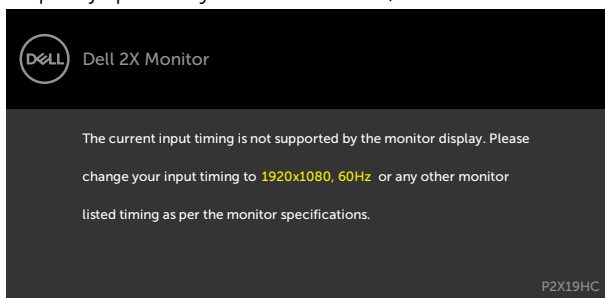 DELL
Dell 2X Monitor
The current input timing is not supported by the monitor display. Please
change your input timing to 1920x1080, 60Hz or any other monitor
listed timing as per the monitor specifications.
P2X19HC